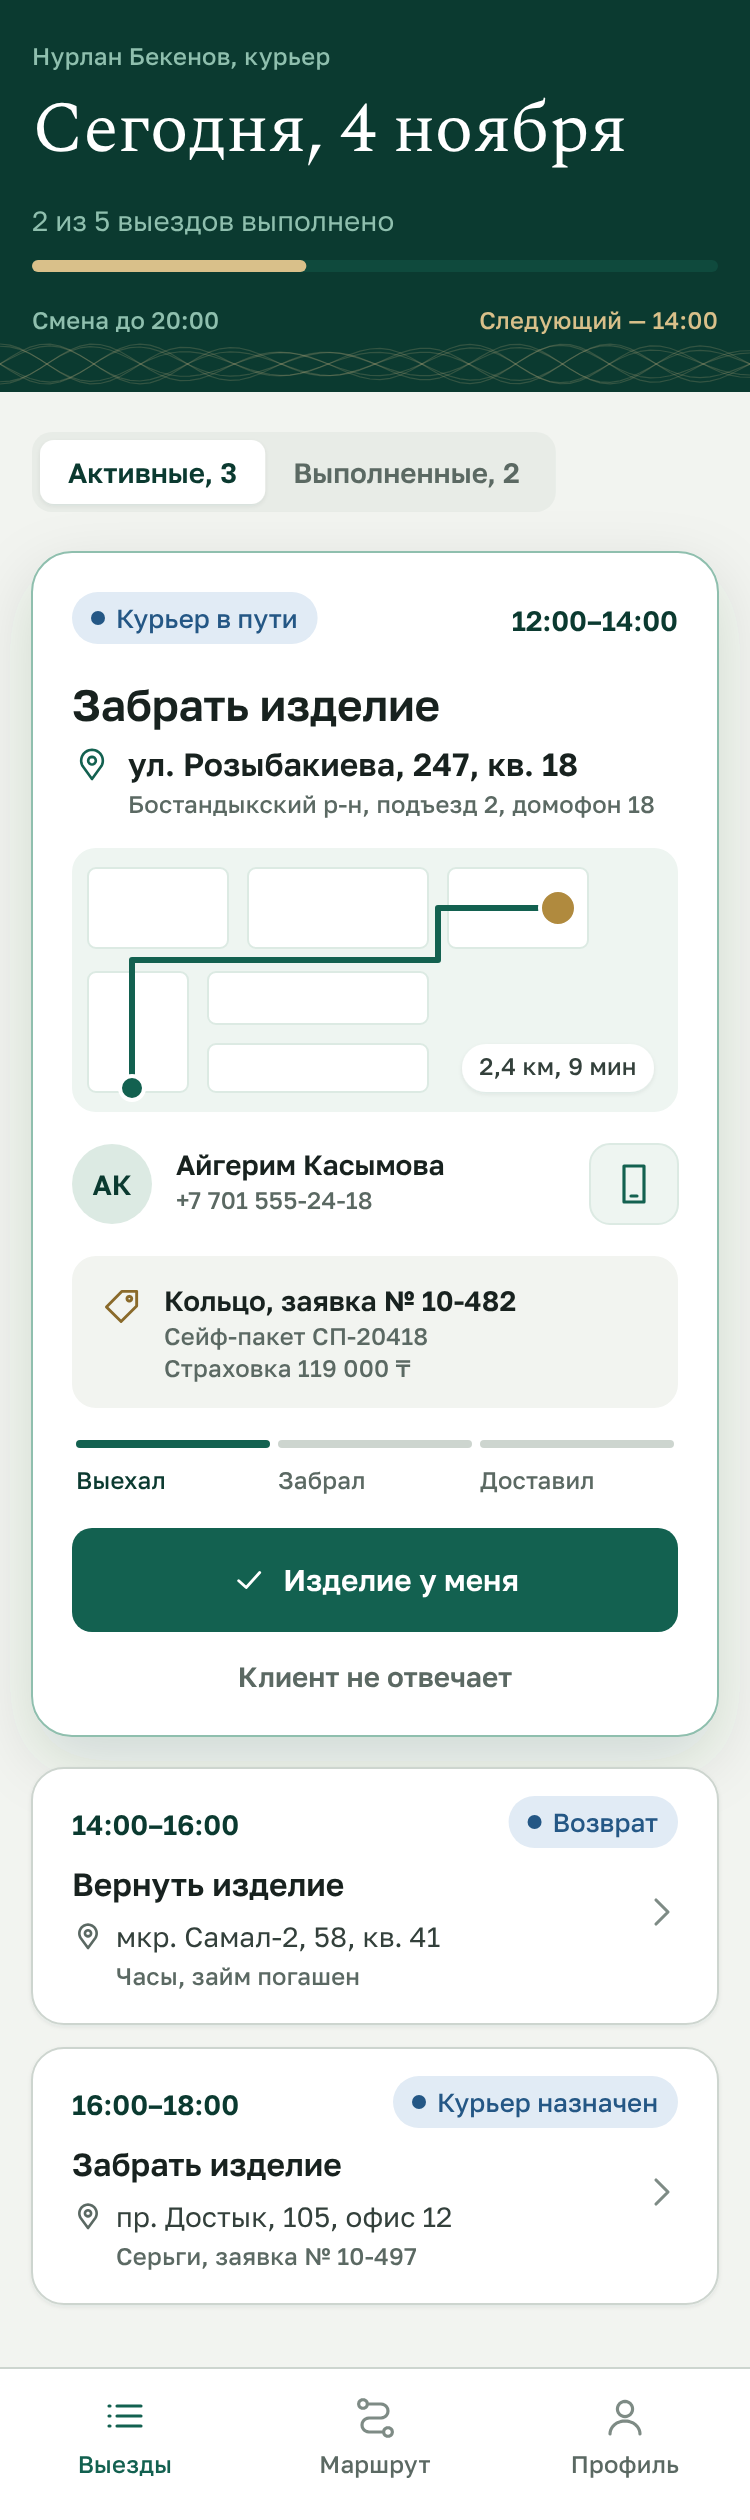 Нурлан Бекенов, курьер
Сегодня, 4 ноября
2 из 5 выездов выполнено
Смена до 20:00
Следующий — 14:00
Активные, 3
Выполненные, 2
Курьер в пути
12:00–14:00
Забрать изделие
ул. Розыбакиева, 247, кв. 18
Бостандыкский р-н, подъезд 2, домофон 18
2,4 км, 9 мин
АК
Айгерим Касымова
+7 701 555-24-18
Кольцо, заявка № 10-482
Сейф-пакет СП-20418
Страховка 119 000 ₸
Выехал
Забрал
Доставил
Изделие у меня
Клиент не отвечает
14:00–16:00
Возврат
Вернуть изделие
мкр. Самал-2, 58, кв. 41
Часы, займ погашен
16:00–18:00
Курьер назначен
Забрать изделие
пр. Достык, 105, офис 12
Серьги, заявка № 10-497
Выезды
Маршрут
Профиль